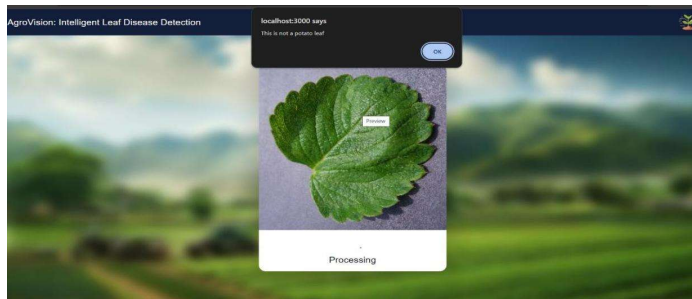 AgroVision: Intelligent Leaf Disease Detection
localhost:3000 says
This is not a potato leaf
OK
Preview
Processing